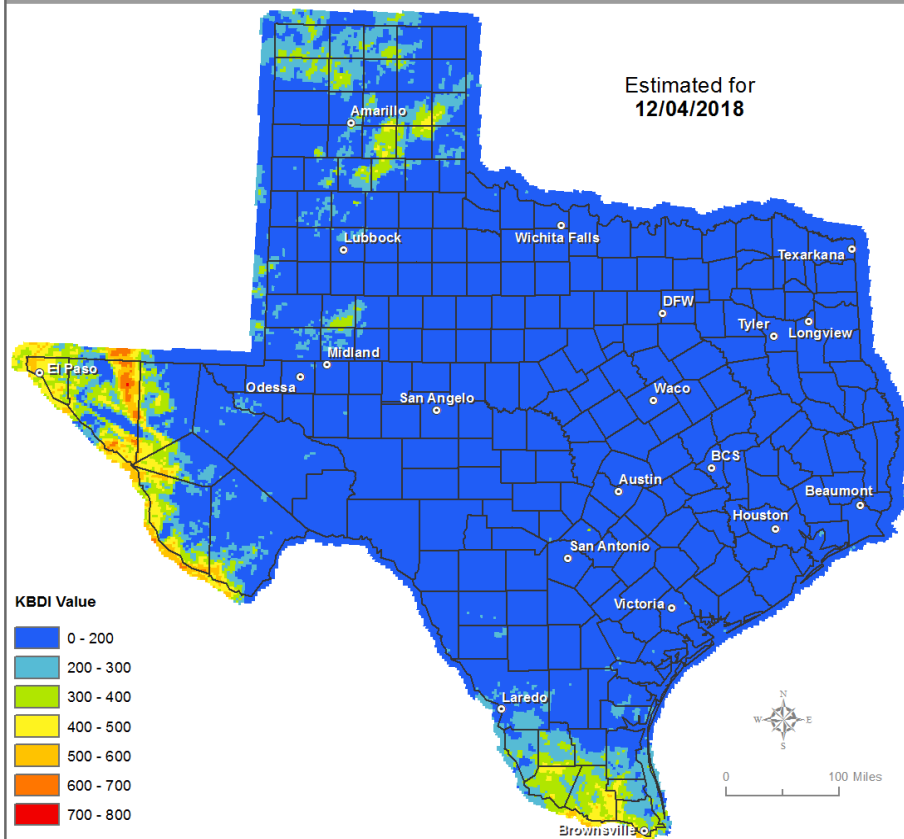 Estimated for
12/04/2018
Amarillo
Lubbock
Wichita Falls
Texarkana
DFW
Tyler
Longview
Midland
El Paso
Odessa
San Angelo
Waco
BCS
Austin
Beaumont
Houston
San Antonio
Victoria
Laredo
Brownsville
KBDI Value
0 - 200
200 - 300
300 - 400
400 - 500
500 - 600
600 - 700
700 - 800
N
W E
S
0 100 Miles